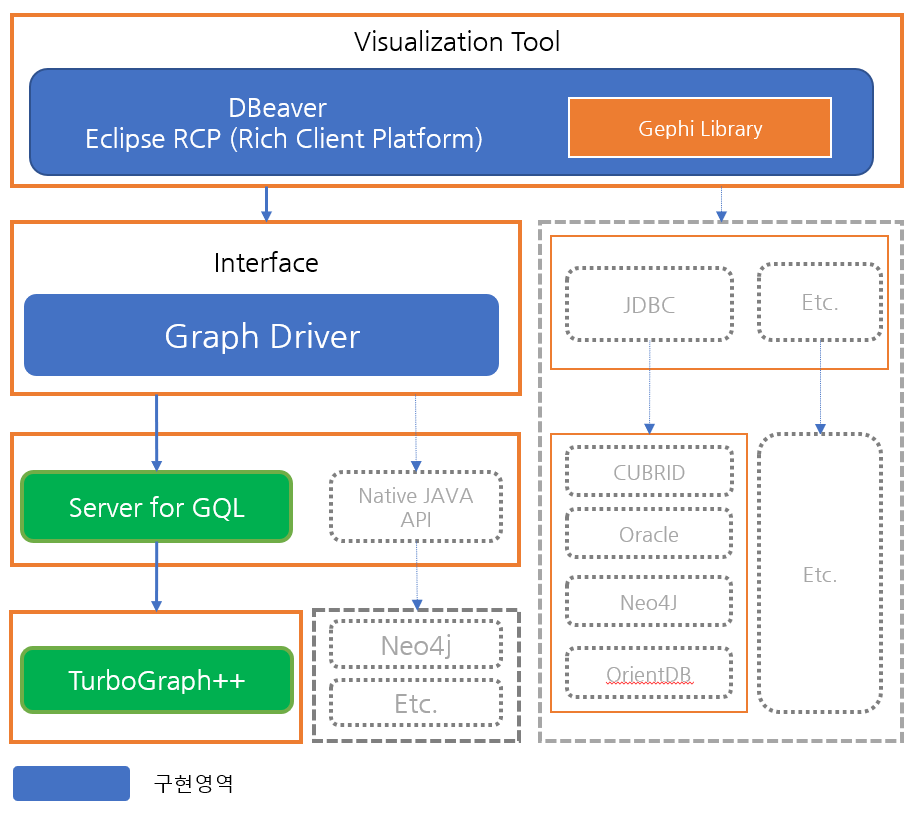 Visualization Tool
DBeaver
Eclipse RCP (Rich Client Platform)
Gephi Library
Interface
Graph Driver
JDBC
Etc.
Server for GQL
Native JAVA
API
CUBRID
Oracle
Neo4J
OrientDB
Etc.
TurboGraph++
Neo4j
Etc.
구현영역